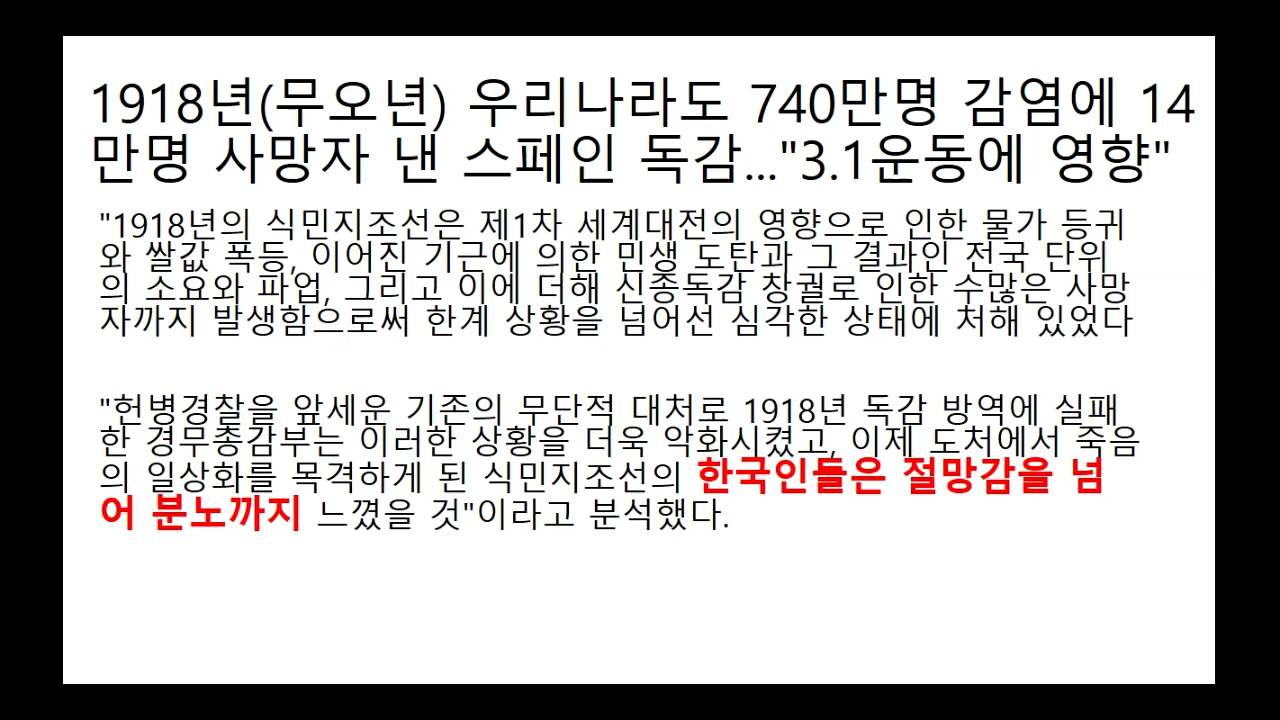 1918년(무오년) 우리나라도 740만명 감염에 14
만명 사망자 낸 스페인 독감..."3.1운동에 영향"
"1918년의 식민지조선은 제1차 세계대전의 영향으로 인한 물가 등귀
와 쌀값 폭등, 이어진 기근에 의한 민생 도탄과 그 결과인 전국 단위
의 소요와 파업, 그리고 이에 더해 신종독감 창궐로 인한 수많은 사망
자까지 발생함으로써 한계 상황을 넘어선 심각한 상태에 처해 있었다
"헌병경찰을 앞세운 기존의 무단적 대처로 1918년 독감 방역에 실패
한 경무총감부는 이러한 상황을 더욱 악화시켰고, 이제 도처에서 죽음
의 일상화를 목격하게 된 식민지조선의 한국인들은 절망감을 넘
어 분노까지 느꼈을 것"이라고 분석했다.